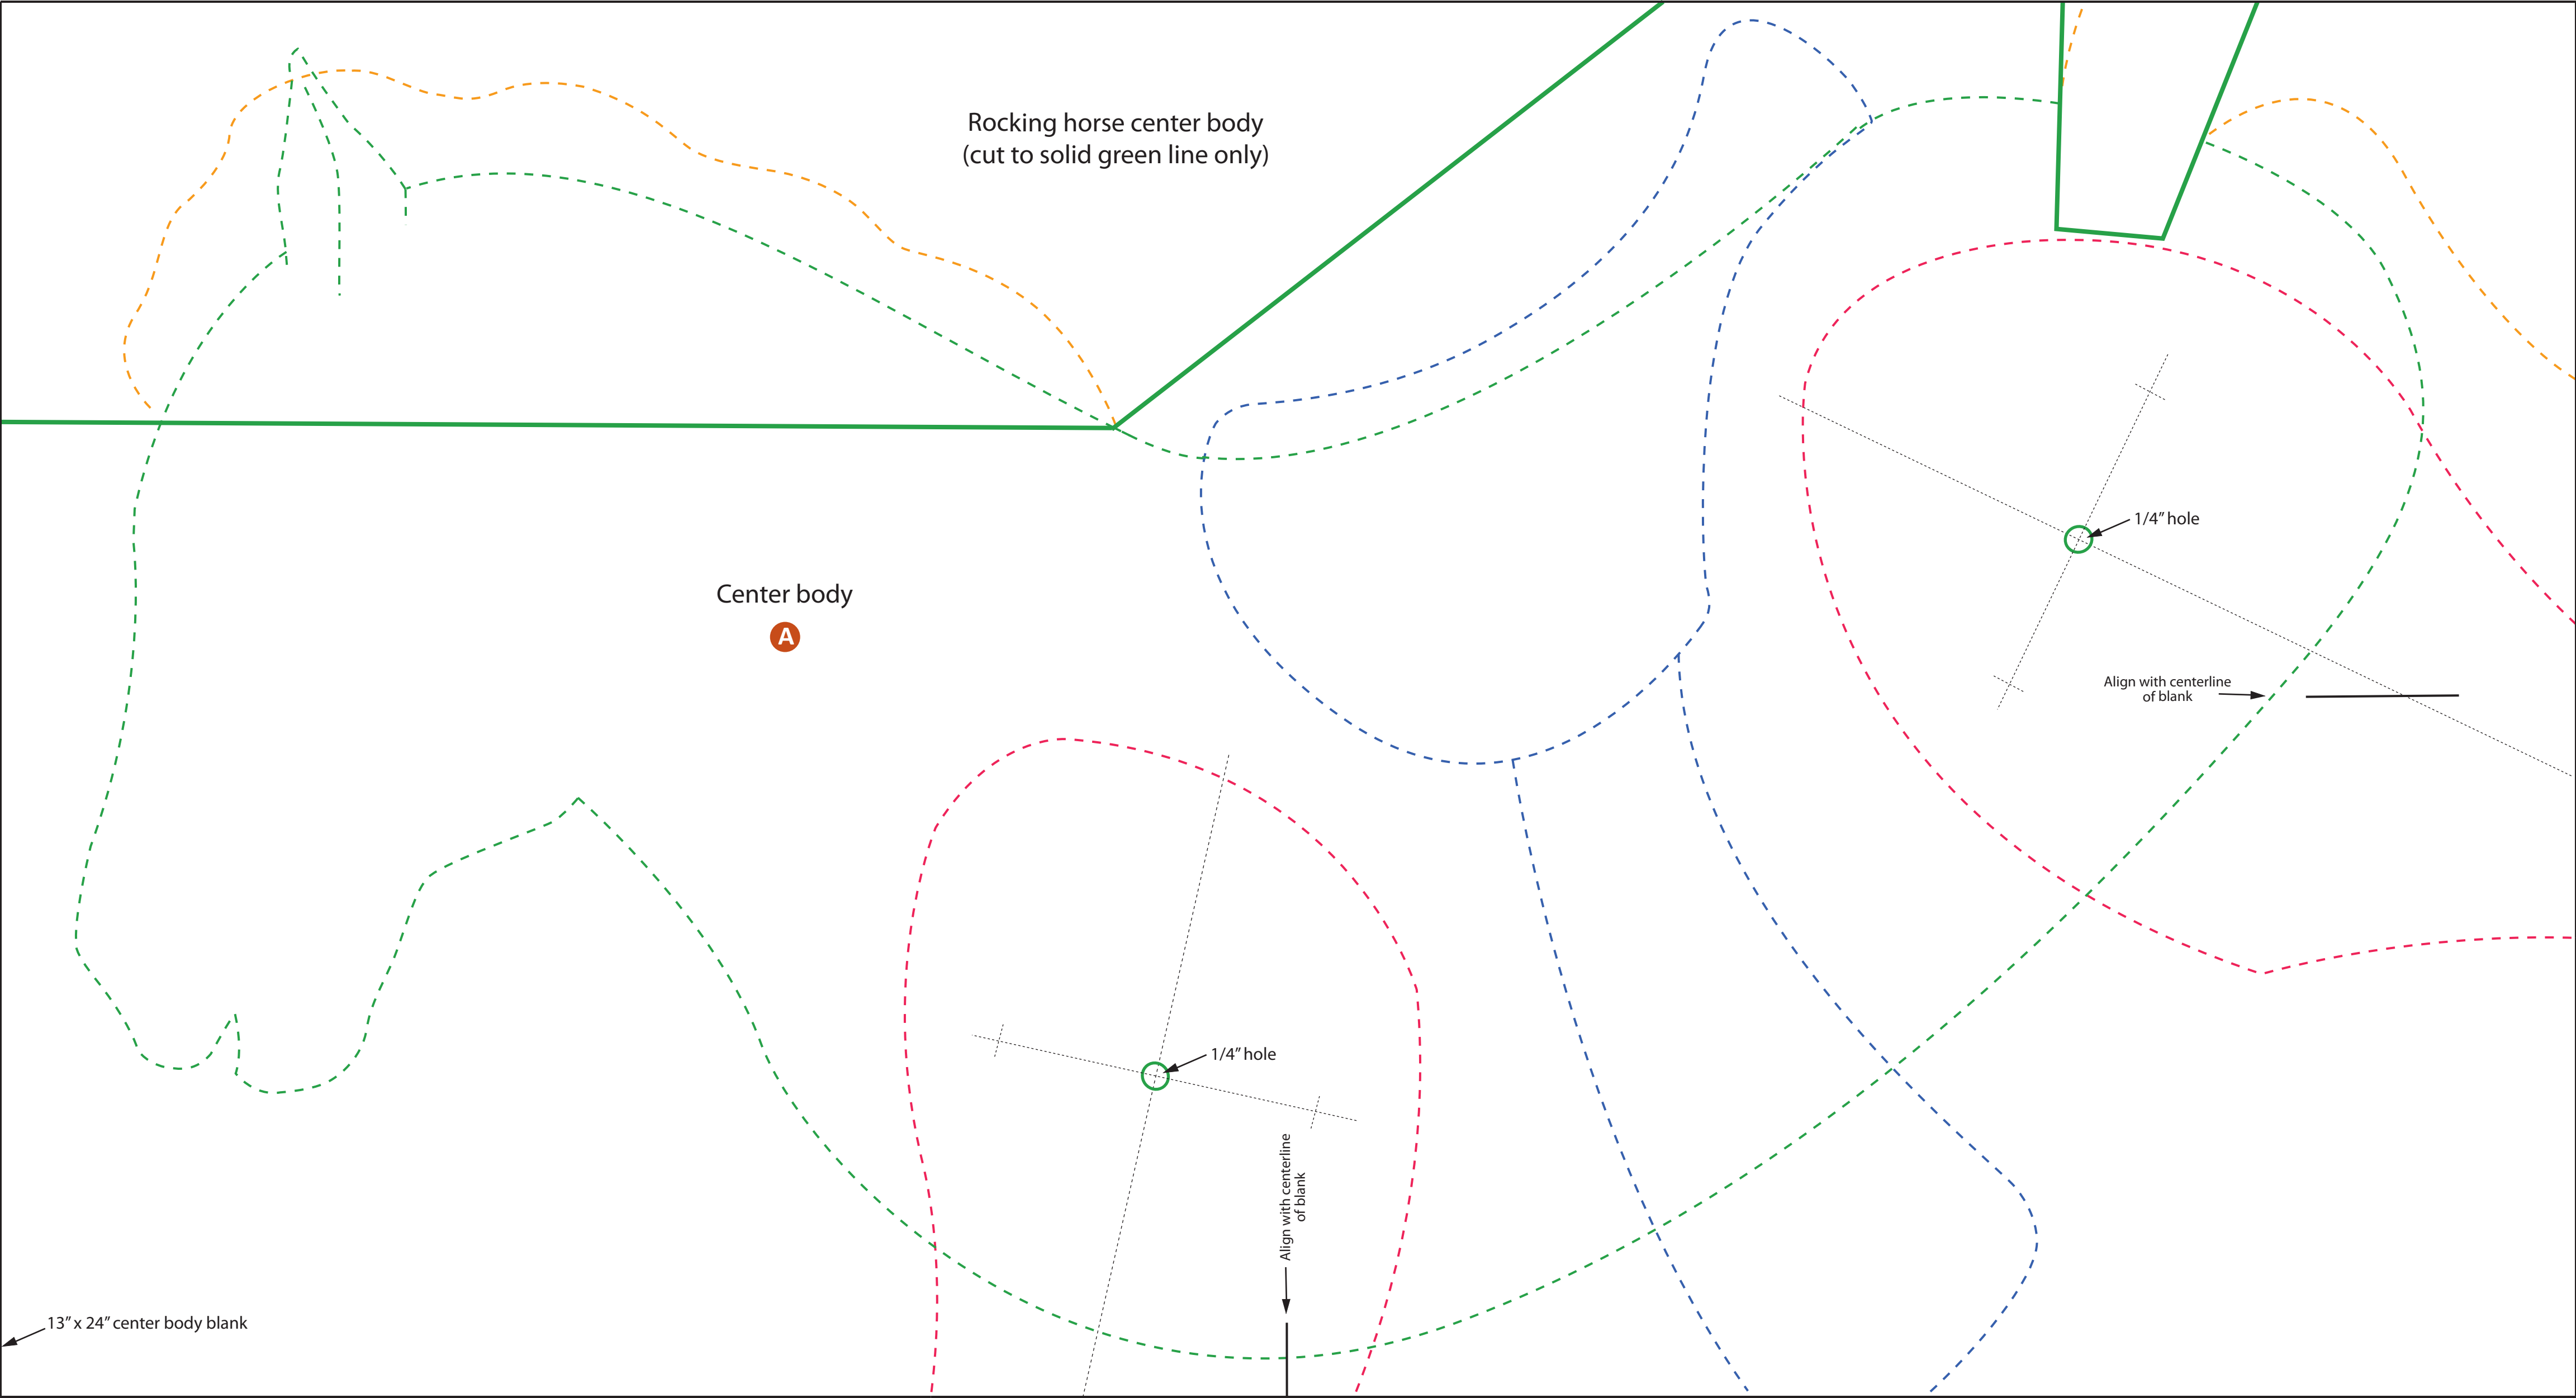 Rocking horse center body
(cut to solid green line only)
1/4” hole
Center body
A
Align with centerline
of blank
1/4” hole
Align with centerline
of blank
13” x 24” center body blank